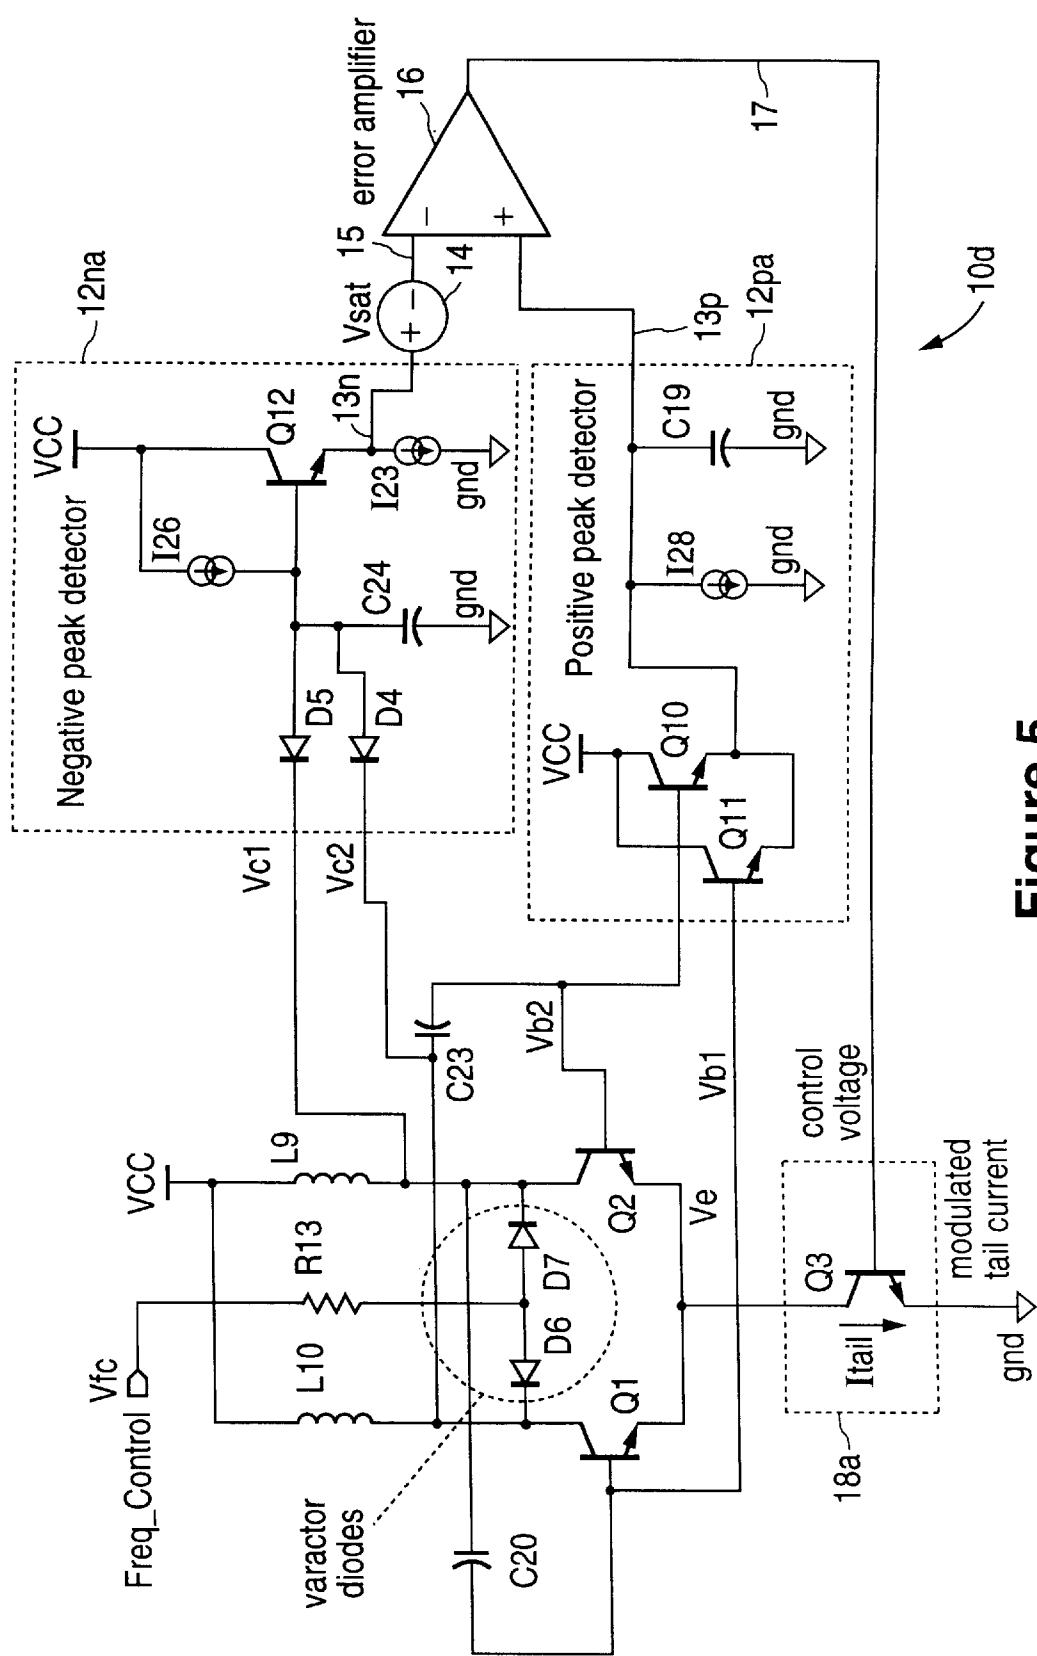 Freq_Control
Vfc
VCC
L10
R13
L9
varactor
diodes
D6
D7
C20
Q1
Q2
Ve
Vb1
Vb2
C23
Vc1
Vc2
Negative peak detector
12na
VCC
I26
Q12
D5
D4
C24
gnd
I23
gnd
13n
Vsat
+
−
14
15
error amplifier
16
−
+
17
Positive peak detector
12pa
13p
VCC
Q10
Q11
I28
gnd
C19
gnd
10d
control
voltage
18a
Q3
Itail
modulated
tail current
gnd
Figure 5